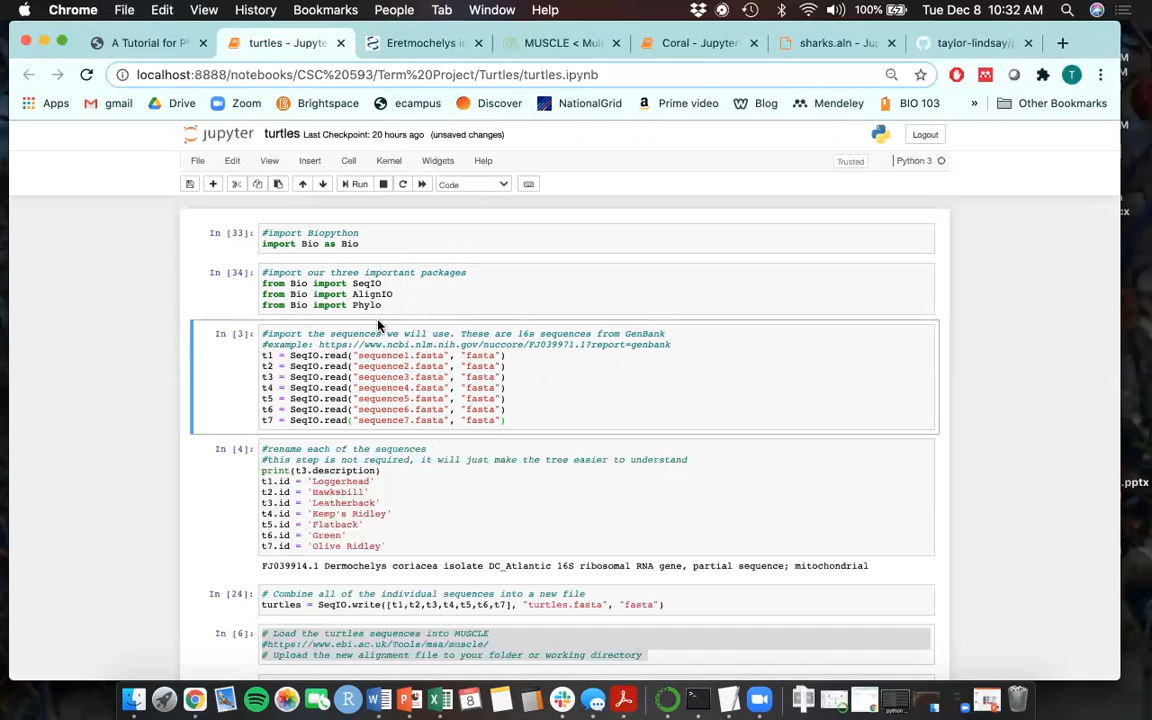 Chrome File Edit View History Bookmarks People Tab Window Help 100% Tue Dec 8 10:32 AM
A Tutorial for Ph
turtles - Jupyte
Eretmochelys i
MUSCLE < Mul
Coral - Jupyter
sharks.aln - Ju
taylor-lindsay/p
localhost:8888/notebooks/CSC%20593/Term%20Project/Turtles/turtles.ipynb
T
Apps gmail Drive Zoom Brightspace ecampus Discover NationalGrid Prime video Blog Mendeley BIO 103 » Other Bookmarks
jupyter turtles Last Checkpoint: 20 hours ago (unsaved changes) Logout
File Edit View Insert Cell Kernel Widgets Help Trusted Python 3
Run Code
In [33]: #import Biopython
import Bio as Bio
In [34]: #import our three important packages
from Bio import SeqIO
from Bio import AlignIO
from Bio import Phylo
In [3]: #import the sequences we will use. These are 16s sequences from GenBank
#example: https://www.ncbi.nlm.nih.gov/nuccore/FJ039971.1?report=genbank
t1 = SeqIO.read("sequence1.fasta", "fasta")
t2 = SeqIO.read("sequence2.fasta", "fasta")
t3 = SeqIO.read("sequence3.fasta", "fasta")
t4 = SeqIO.read("sequence4.fasta", "fasta")
t5 = SeqIO.read("sequence5.fasta", "fasta")
t6 = SeqIO.read("sequence6.fasta", "fasta")
t7 = SeqIO.read("sequence7.fasta", "fasta")
In [4]: #rename each of the sequences
#this step is not required, it will just make the tree easier to understand
print(t3.description)
t1.id = 'Loggerhead'
t2.id = 'Hawksbill'
t3.id = 'Leatherback'
t4.id = 'Kemp's Ridley'
t5.id = 'Flatback'
t6.id = 'Green'
t7.id = 'Olive Ridley'
FJ039914.1 Dermochelys coriacea isolate DC_Atlantic 16S ribosomal RNA gene, partial sequence; mitochondrial
In [24]: # Combine all of the individual sequences into a new file
turtles = SeqIO.write([t1,t2,t3,t4,t5,t6,t7], "turtles.fasta", "fasta")
In [6]: # Load the turtles sequences into MUSCLE
#https://www.ebi.ac.uk/Tools/msa/muscle/
# Upload the new alignment file to your folder or working directory
cx
.pptx